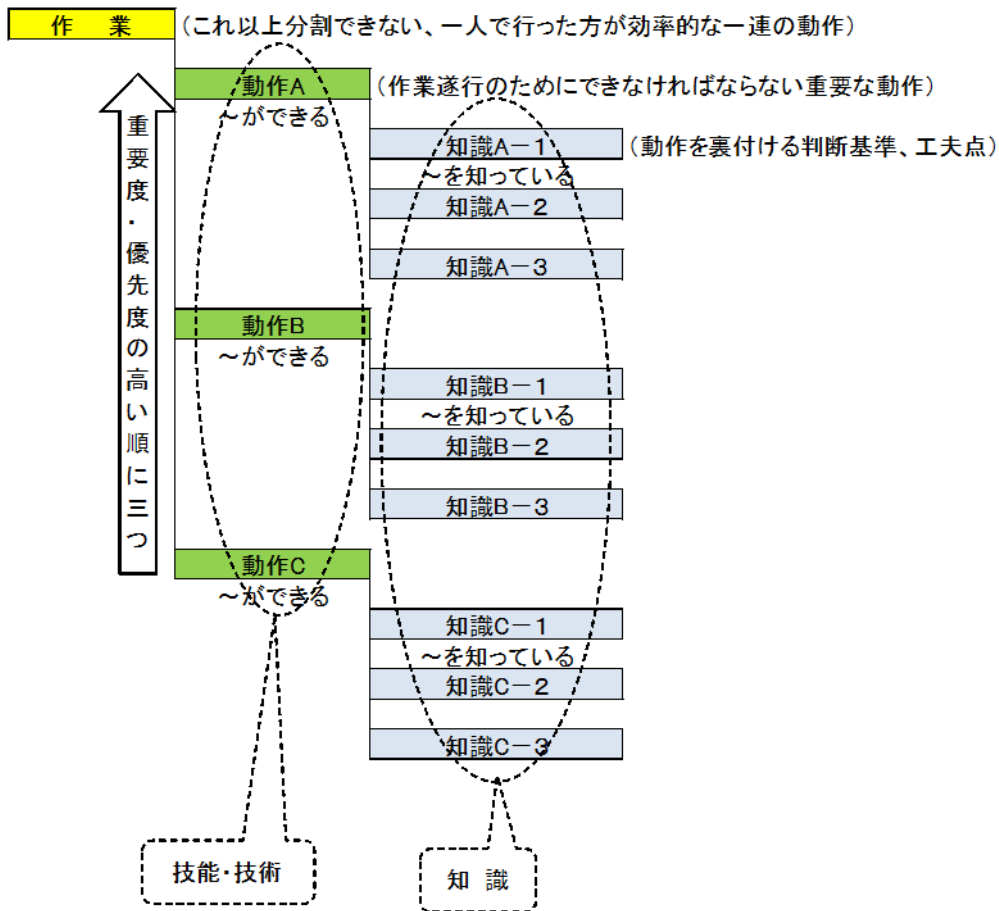 作　業 (これ以上分割できない、一人で行った方が効率的な一連の動作)
動作A (作業遂行のためにできなければならない重要な動作)
～ができる
知識A－1 (動作を裏付ける判断基準、工夫点)
～を知っている
知識A－2
知識A－3
動作B
～ができる
知識B－1
～を知っている
知識B－2
知識B－3
動作C
～ができる
知識C－1
～を知っている
知識C－2
知識C－3
重要度・優先度の高い順に三つ
技能・技術
知 識